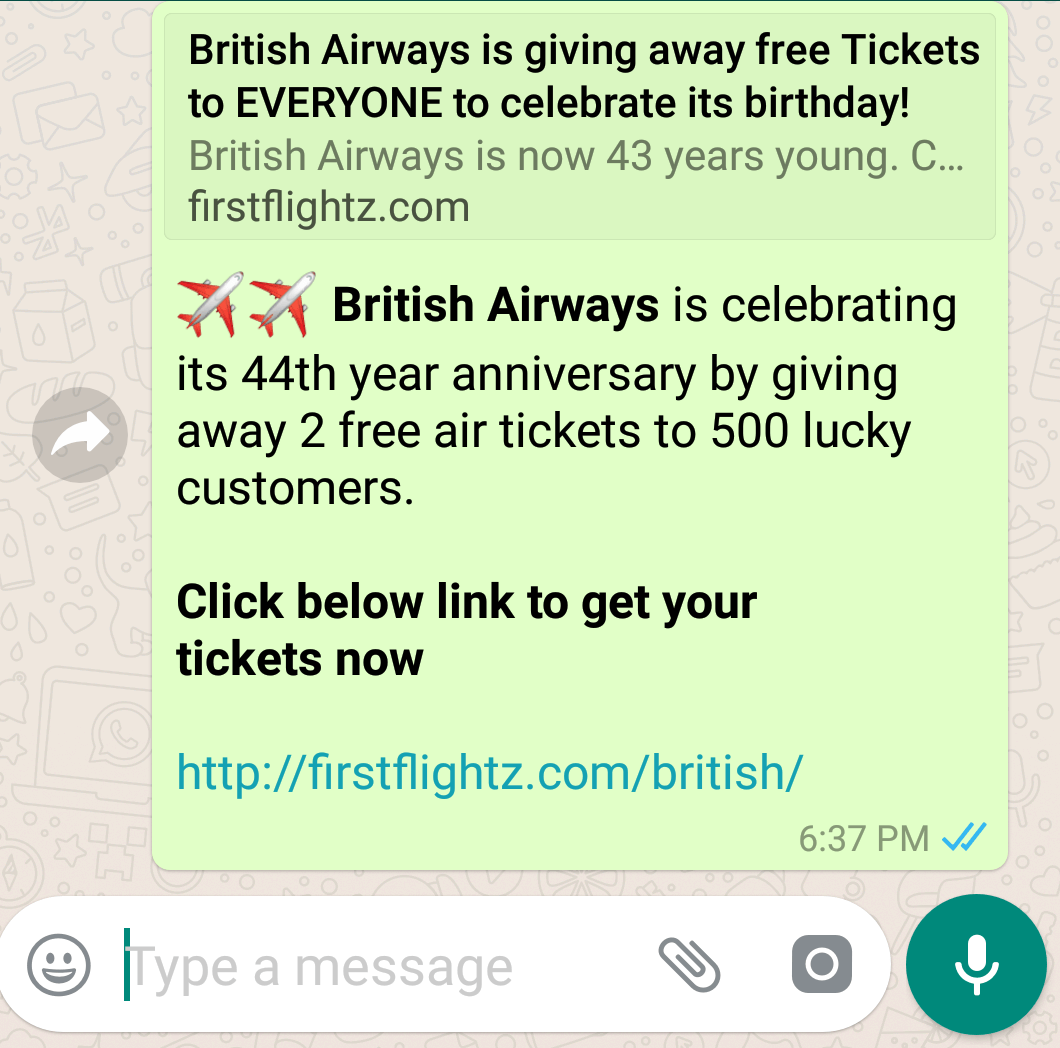 British Airways is giving away free Tickets
to EVERYONE to celebrate its birthday!
British Airways is now 43 years young. C...
firstflightz.com
✈️✈️ British Airways is celebrating
its 44th year anniversary by giving
away 2 free air tickets to 500 lucky
customers.
Click below link to get your
tickets now
http://firstflightz.com/british/
6:37 PM
Type a message